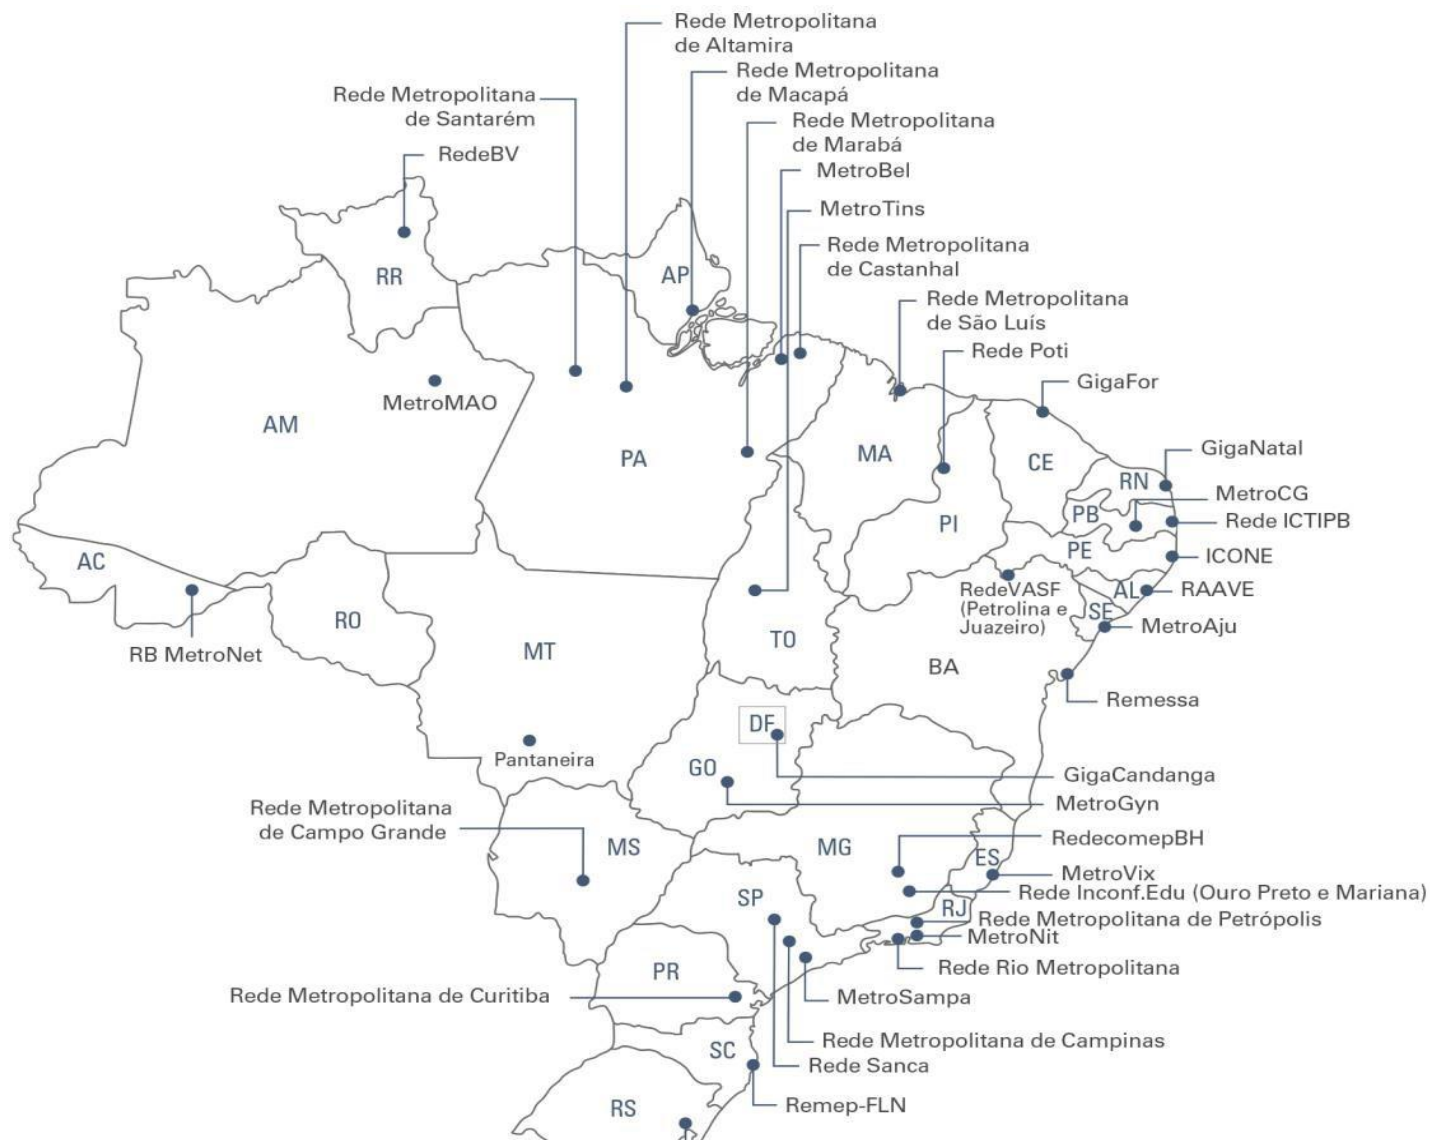 Rede Metropolitana
de Altamira
Rede Metropolitana
de Macapá
Rede Metropolitana
de Santarém
Rede Metropolitana
de Marabá
RedeBV
MetroBel
MetroTins
Rede Metropolitana
de Castanhal
RR
AP
Rede Metropolitana
de São Luís
Rede Poti
GigaFor
MetroMAO
AM
PA
MA
CE
GigaNatal
RN
MetroCG
PB
Rede ICTIPB
PI
PE
ICONE
AC
RedeVASF
(Petrolina e
Juazeiro)
AL
RAAVE
SE
MetroAju
RO
TO
RB MetroNet
MT
BA
Remessa
DF
Pantaneira
GO
GigaCandanga
MetroGyn
Rede Metropolitana
de Campo Grande
MS
MG
RedecomepBH
ES
MetroVix
Rede Inconf.Edu (Ouro Preto e Mariana)
SP
RJ
Rede Metropolitana de Petrópolis
MetroNit
Rede Rio Metropolitana
PR
Rede Metropolitana de Curitiba
MetroSampa
Rede Metropolitana de Campinas
SC
Rede Sanca
Remep-FLN
RS